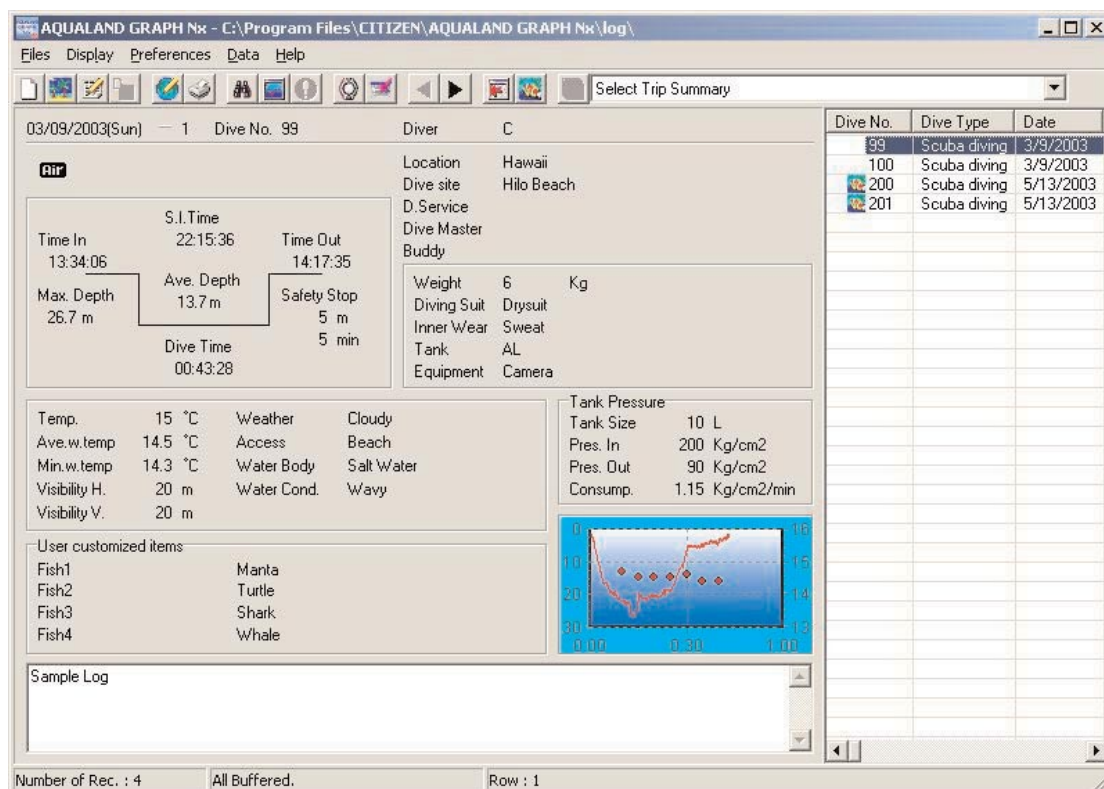 AQUALAND GRAPH Nx - C:\Program Files\CITIZEN\AQUALAND GRAPH Nx\log\
Files Display Preferences Data Help
Select Trip Summary
03/09/2003(Sun) — 1 Dive No. 99 Diver C
Air
Location Hawaii
Dive site Hilo Beach
D.Service
Dive Master
Buddy
S.I.Time
Time In 22:15:36 Time Out
13:34:06 14:17:35
Ave. Depth
Max. Depth 13.7 m Safety Stop
26.7 m 5 m
5 min
Dive Time
00:43:28
Weight 6 Kg
Diving Suit Drysuit
Inner Wear Sweat
Tank AL
Equipment Camera
Temp. 15 °C Weather Cloudy
Ave.w.temp 14.5 °C Access Beach
Min.w.temp 14.3 °C Water Body Salt Water
Visibility H. 20 m Water Cond. Wavy
Visibility V. 20 m
Tank Pressure
Tank Size 10 L
Pres. In 200 Kg/cm2
Pres. Out 90 Kg/cm2
Consump. 1.15 Kg/cm2/min
User customized items
Fish1 Manta
Fish2 Turtle
Fish3 Shark
Fish4 Whale
0 16
10 15
20 14
30 13
0.00 0.30 1.00
Sample Log
Dive No. Dive Type Date
99 Scuba diving 3/9/2003
100 Scuba diving 3/9/2003
200 Scuba diving 5/13/2003
201 Scuba diving 5/13/2003
Number of Rec. : 4 All Buffered. Row : 1